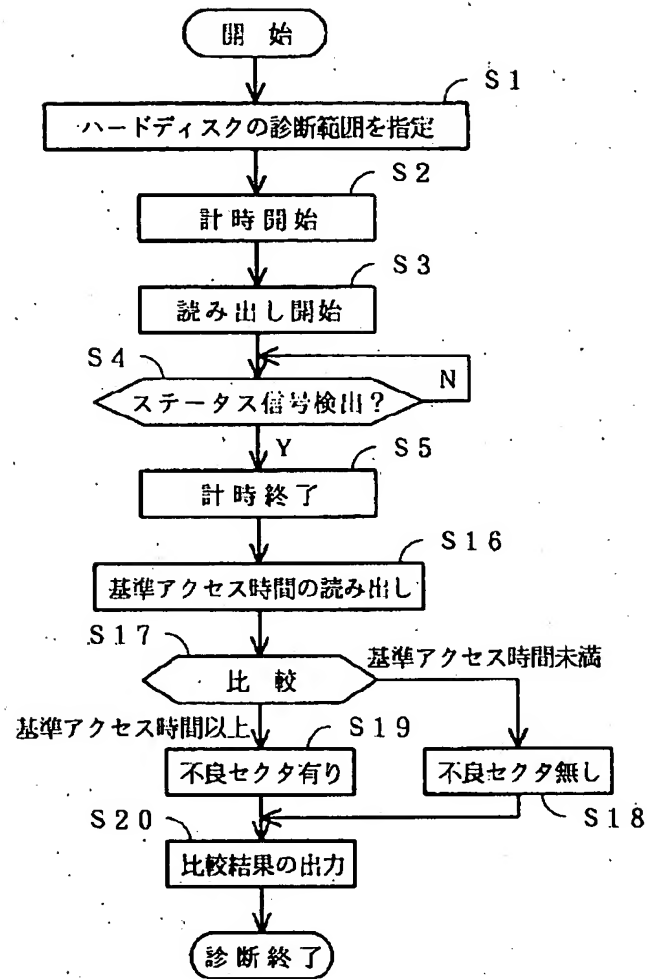 開始
S1
ハードディスクの診断範囲を指定
S2
計時開始
S3
読み出し開始
S4
N
ステータス信号検出?
Y
S5
計時終了
S16
基準アクセス時間の読み出し
S17
基準アクセス時間未満
比較
基準アクセス時間以上
S19
不良セクタ有り
不良セクタ無し
S18
S20
比較結果の出力
診断終了